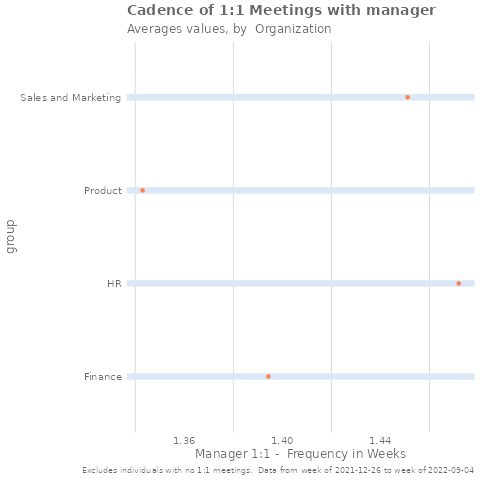 Cadence of 1:1 Meetings with manager
Averages values, by  Organization
Sales and Marketing
Product
group
HR
Finance
1.36 1.40 1.44
Manager 1:1 -  Frequency in Weeks
Excludes individuals with no 1:1 meetings.  Data from week of 2021-12-26 to week of 2022-09-04